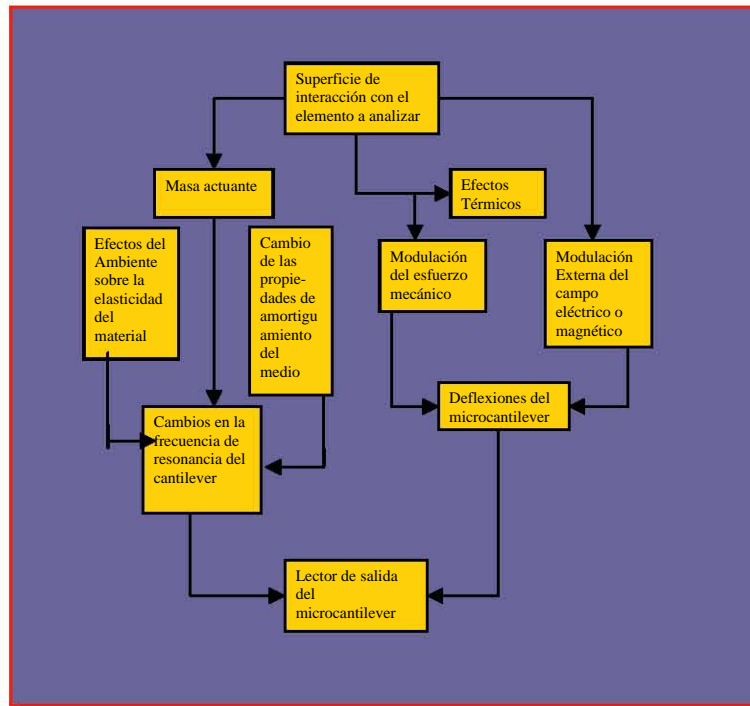 Superficie de
interacción con el
elemento a analizar
Masa actuante
Efectos
Térmicos
Efectos del
Ambiente sobre la
elasticidad
del
material
Cambio
de las
propie-
dades de
amortigu
amiento
del
medio
Modulación
del esfuerzo
mecánico
Modulación
Externa del
campo
eléctrico o
magnético
Deflexiones del
microcantilever
Cambios en la
frecuencia de
resonancia del
cantilever
Lector de salida
del
microcantilever